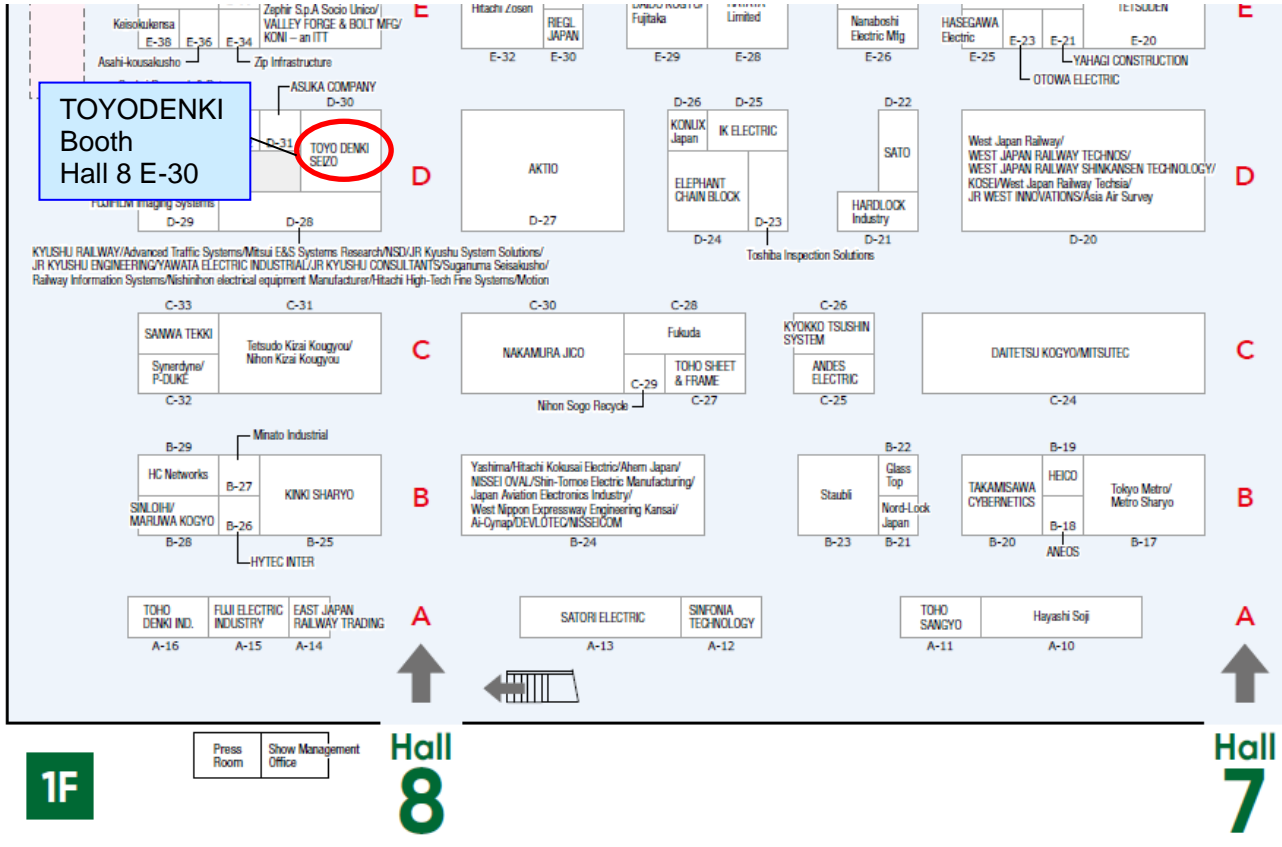 E
Zephir S.p.A Socio Unico/
VALLEY FORGE & BOLT MFG/
KONI – an ITT
Keisokukensa
E-38
E-36
E-34
Asahi-kousakusho
Zip Infrastructure
Hitachi Zosen
RIEGL
JAPAN
E-32
E-30
Fujitaka
Limited
E-29
E-28
Nanaboshi
Electric Mfg
E-26
HASEGAWA
Electric
E-25
E-23
E-21
TETSUDEN
E-20
E
YAHAGI CONSTRUCTION
OTOWA ELECTRIC
ASUKA COMPANY
D-30
TOYODENKI
Booth
Hall 8 E-30
D-31
TOYO DENKI
SEIZO
D
FUJIFILM Imaging Systems
D-29
D-28
KYUSHU RAILWAY/Advanced Traffic Systems/Mitsui E&S Systems Research/NSD/JR Kyushu System Solutions/
JR KYUSHU ENGINEERING/YAWATA ELECTRIC INDUSTRIAL/JR KYUSHU CONSULTANTS/Suganuma Seisakusho/
Railway Information Systems/Nishinihon electrical equipment Manufacturer/Hitachi High-Tech Fine Systems/Motion
AKTIO
D-27
D-26
D-25
KONUX
Japan
IK ELECTRIC
ELEPHANT
CHAIN BLOCK
D-23
D-24
Toshiba Inspection Solutions
D-22
SATO
HARDLOCK
Industry
D-21
West Japan Railway/
WEST JAPAN RAILWAY TECHNOS/
WEST JAPAN RAILWAY SHINKANSEN TECHNOLOGY/
KOSEI/West Japan Railway Techsia/
JR WEST INNOVATIONS/Asia Air Survey
D-20
D
C-33
C-31
SANWA TEKKI
Synerdyne/
P-DUKE
Tetsudo Kizai Kougyou/
Nihon Kizai Kougyou
C-32
C
C-30
C-28
NAKAMURA JICO
Fukuda
C-29
TOHO SHEET
& FRAME
Nihon Sogo Recycle
C-27
C-26
KYOKKO TSUSHIN
SYSTEM
ANDES
ELECTRIC
C-25
DAITETSU KOGYO/MITSUTEC
C-24
C
B-29
Minato Industrial
HC Networks
B-27
KINKI SHARYO
SINLOIHI/
MARUWA KOGYO
B-26
B-28
B-25
HYTEC INTER
B
Yashima/Hitachi Kokusai Electric/Ahern Japan/
NISSEI OVAL/Shin-Tomoe Electric Manufacturing/
Japan Aviation Electronics Industry/
West Nippon Expressway Engineering Kansai/
Ai-Cynap/DEVLOTEC/NISSEICOM
B-24
B-22
Staubli
Glass
Top
Nord-Lock
Japan
B-23
B-21
B-19
TAKAMISAWA
CYBERNETICS
HEICO
Tokyo Metro/
Metro Sharyo
B-18
B-20
ANEOS
B-17
B
TOHO
DENKI IND.
FUJI ELECTRIC
INDUSTRY
EAST JAPAN
RAILWAY TRADING
A-16
A-15
A-14
A
SATORI ELECTRIC
SINFONIA
TECHNOLOGY
A-13
A-12
TOHO
SANGYO
Hayashi Soji
A-11
A-10
A
1F
Press
Room
Show Management
Office
Hall
8
Hall
7